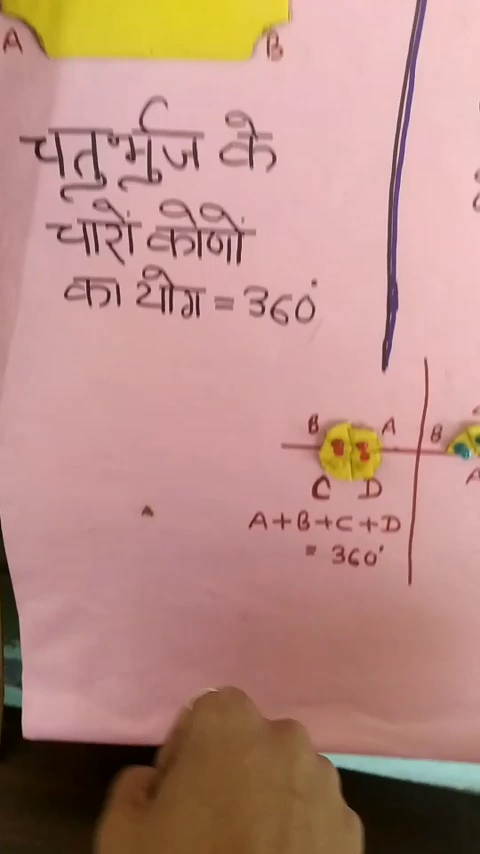 A B
चतुर्भुज के
चारों कोणों
का योग = 360°
B A
C D
A+B+C+D
= 360°
B
A